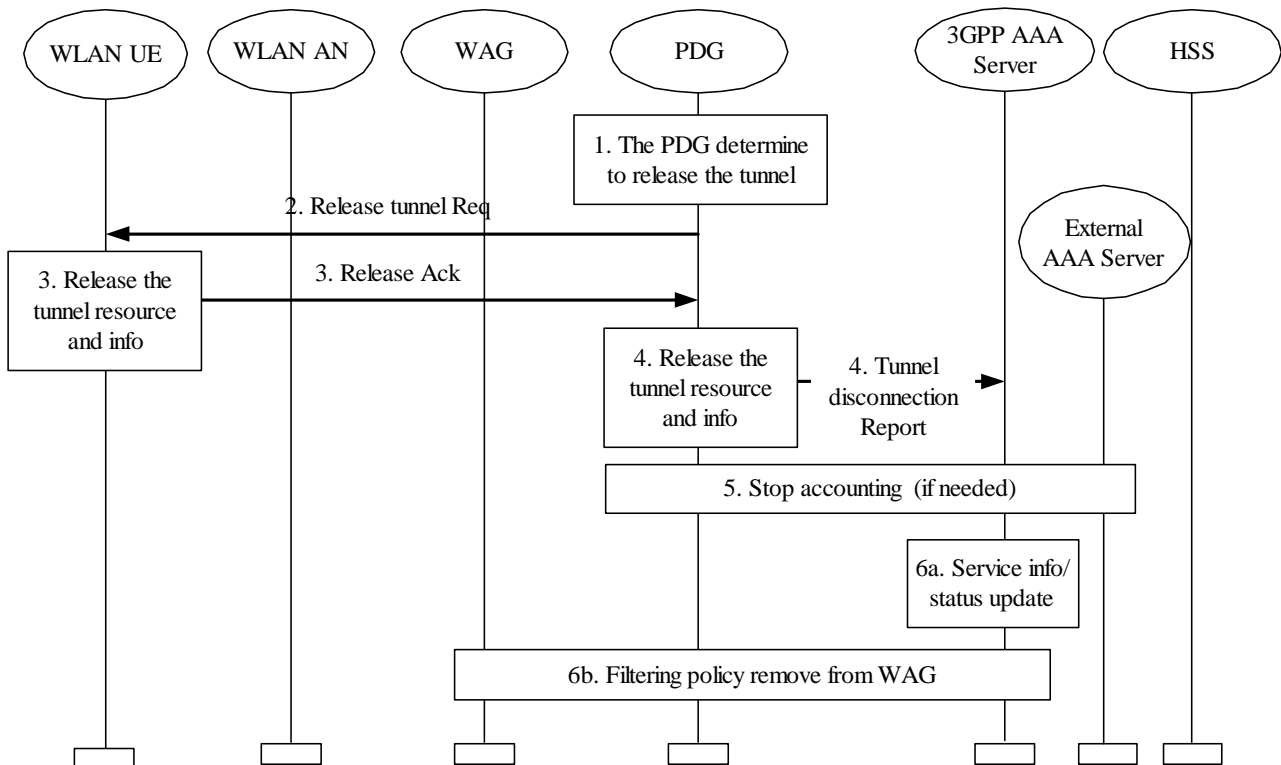 WLAN UE
WLAN AN
WAG
PDG
3GPP AAA
Server
HSS
1. The PDG determine
to release the tunnel
2. Release tunnel Req
External
AAA Server
3. Release the
tunnel resource
and info
3. Release Ack
4. Release the
tunnel resource
and info
4. Tunnel
disconnection
Report
5. Stop accounting (if needed)
6a. Service info/
status update
6b. Filtering policy remove from WAG